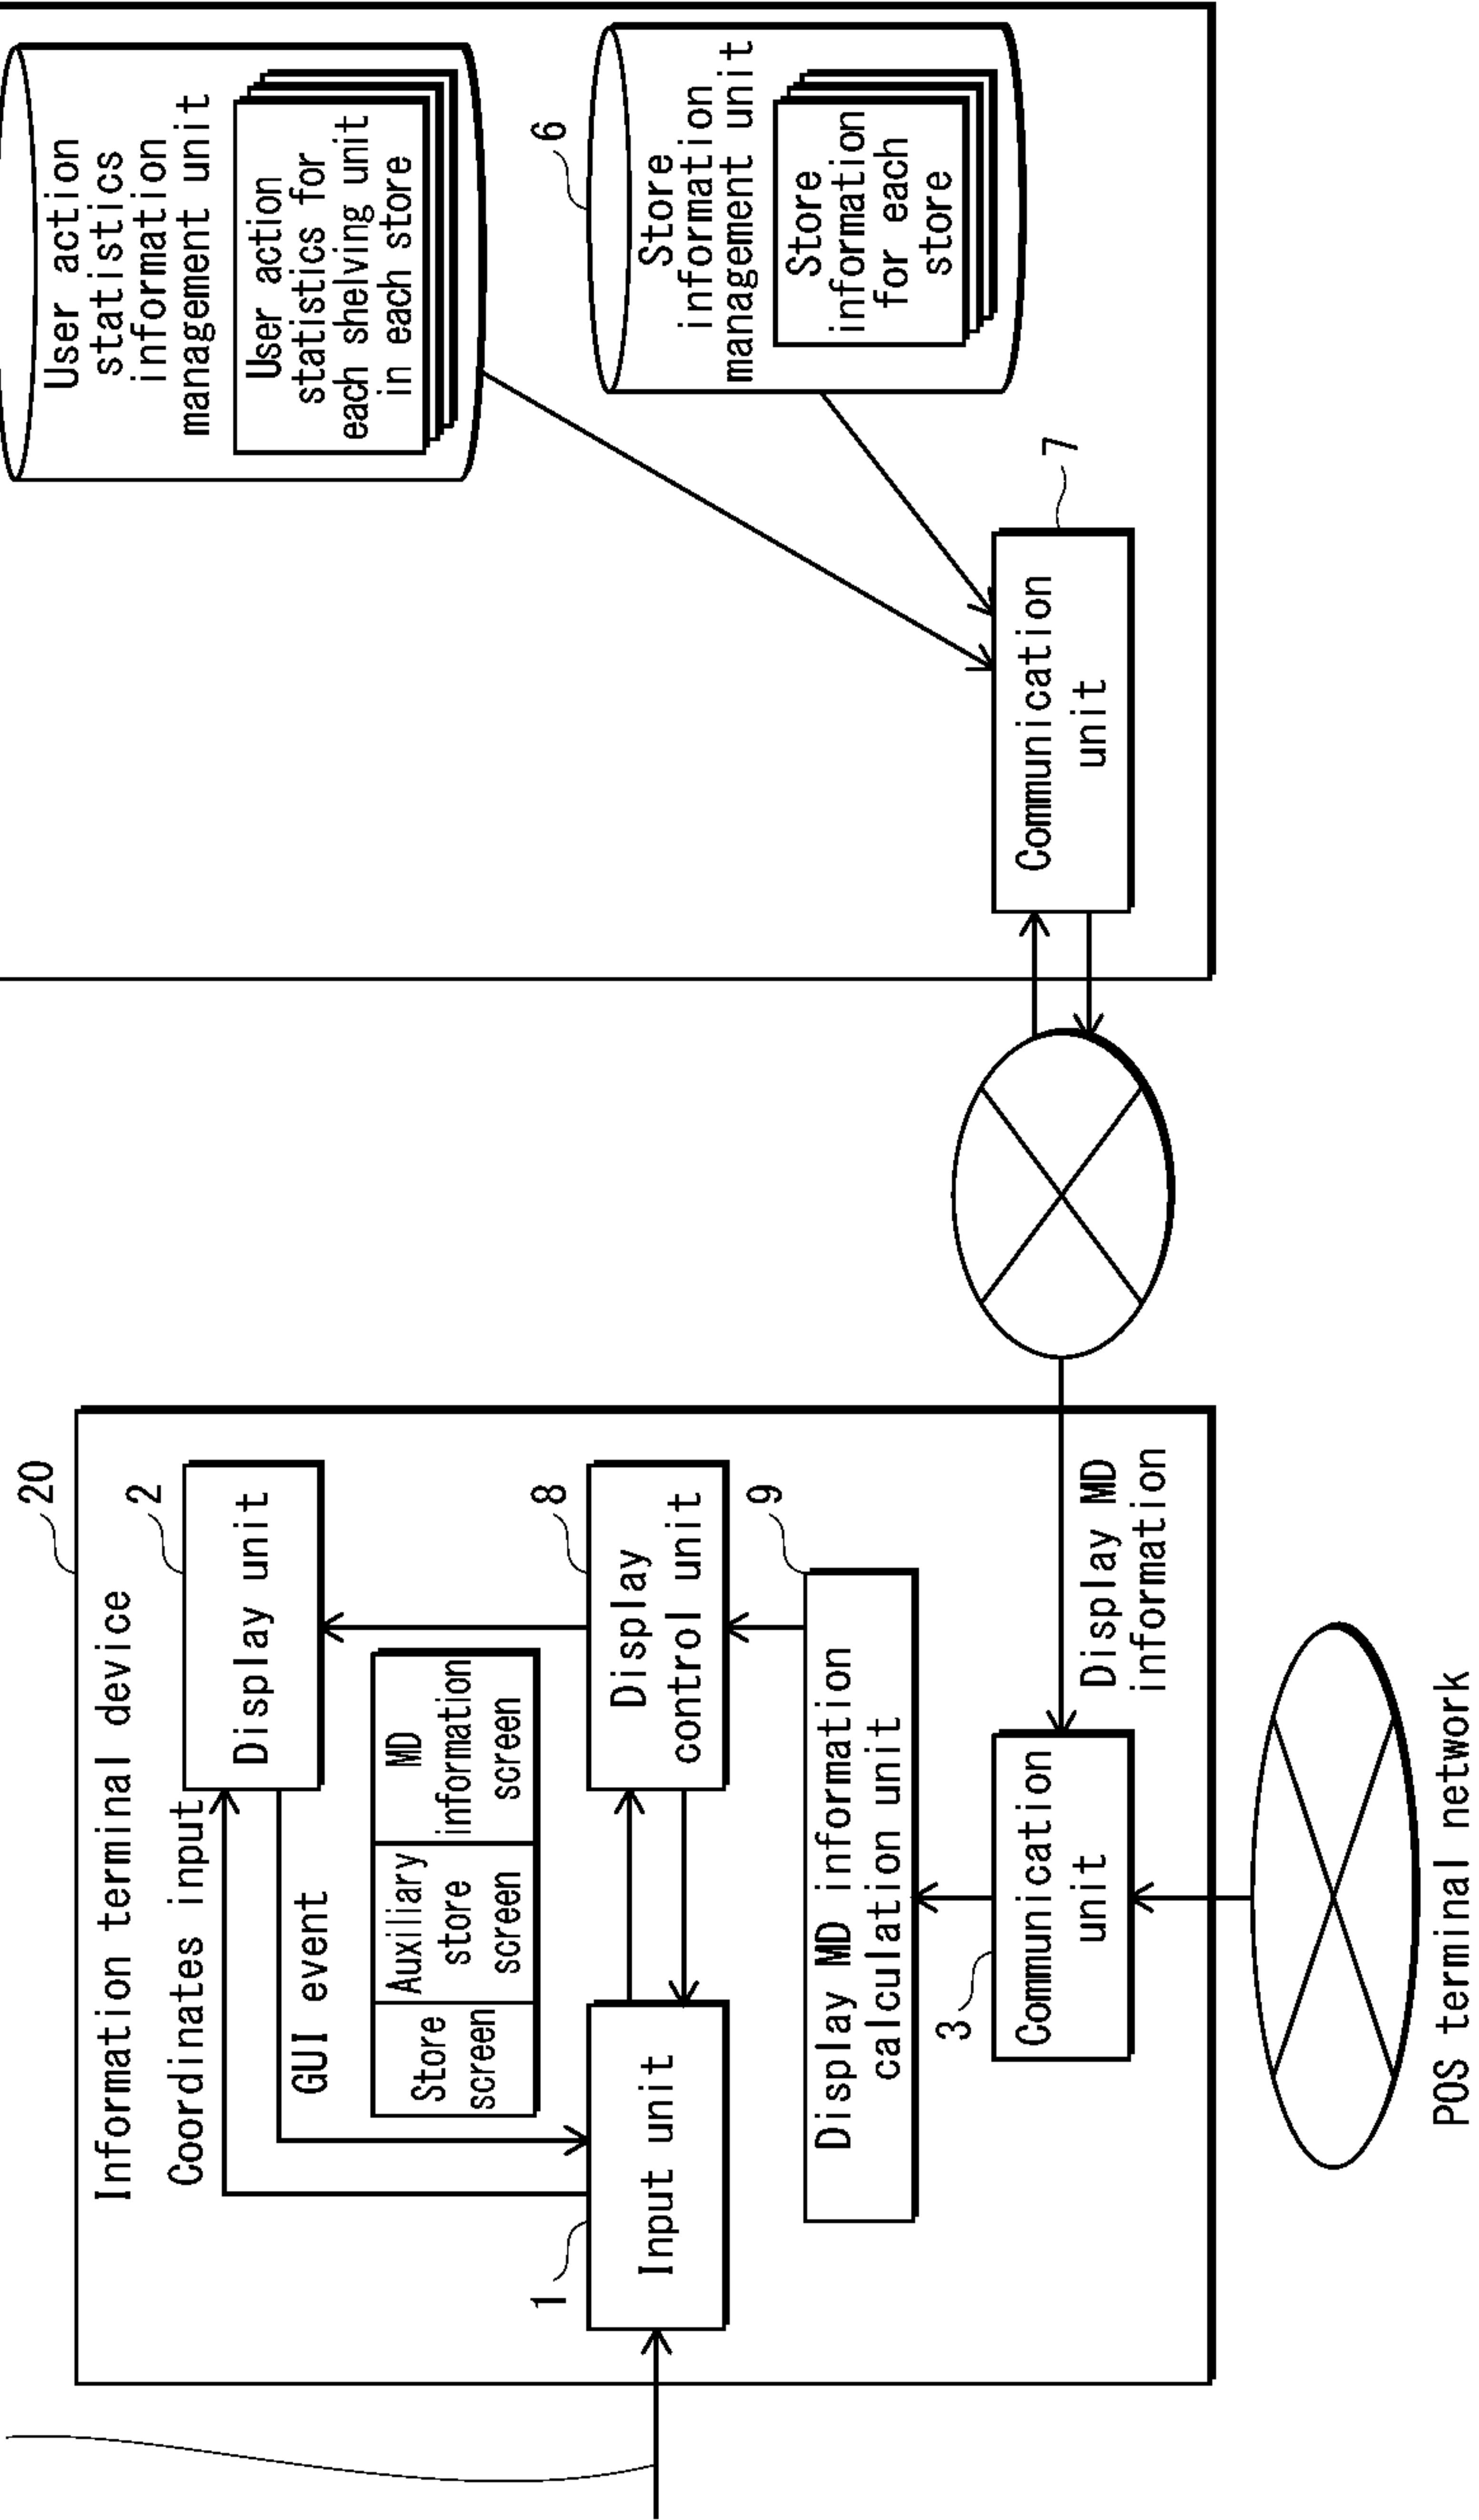 20
Information terminal device
Coordinates input
GUI event
2
Display unit
Store
screen
Auxiliary
store
screen
MD
information
screen
1
Input unit
8
Display
control unit
9
Display MD information
calculation unit
3
Communication
unit
Display MD
information
POS terminal network
User action
statistics
information
management unit
User action
statistics for
each shelving unit
in each store
6
Store
information
management unit
Store
information
for each
store
7
Communication
unit